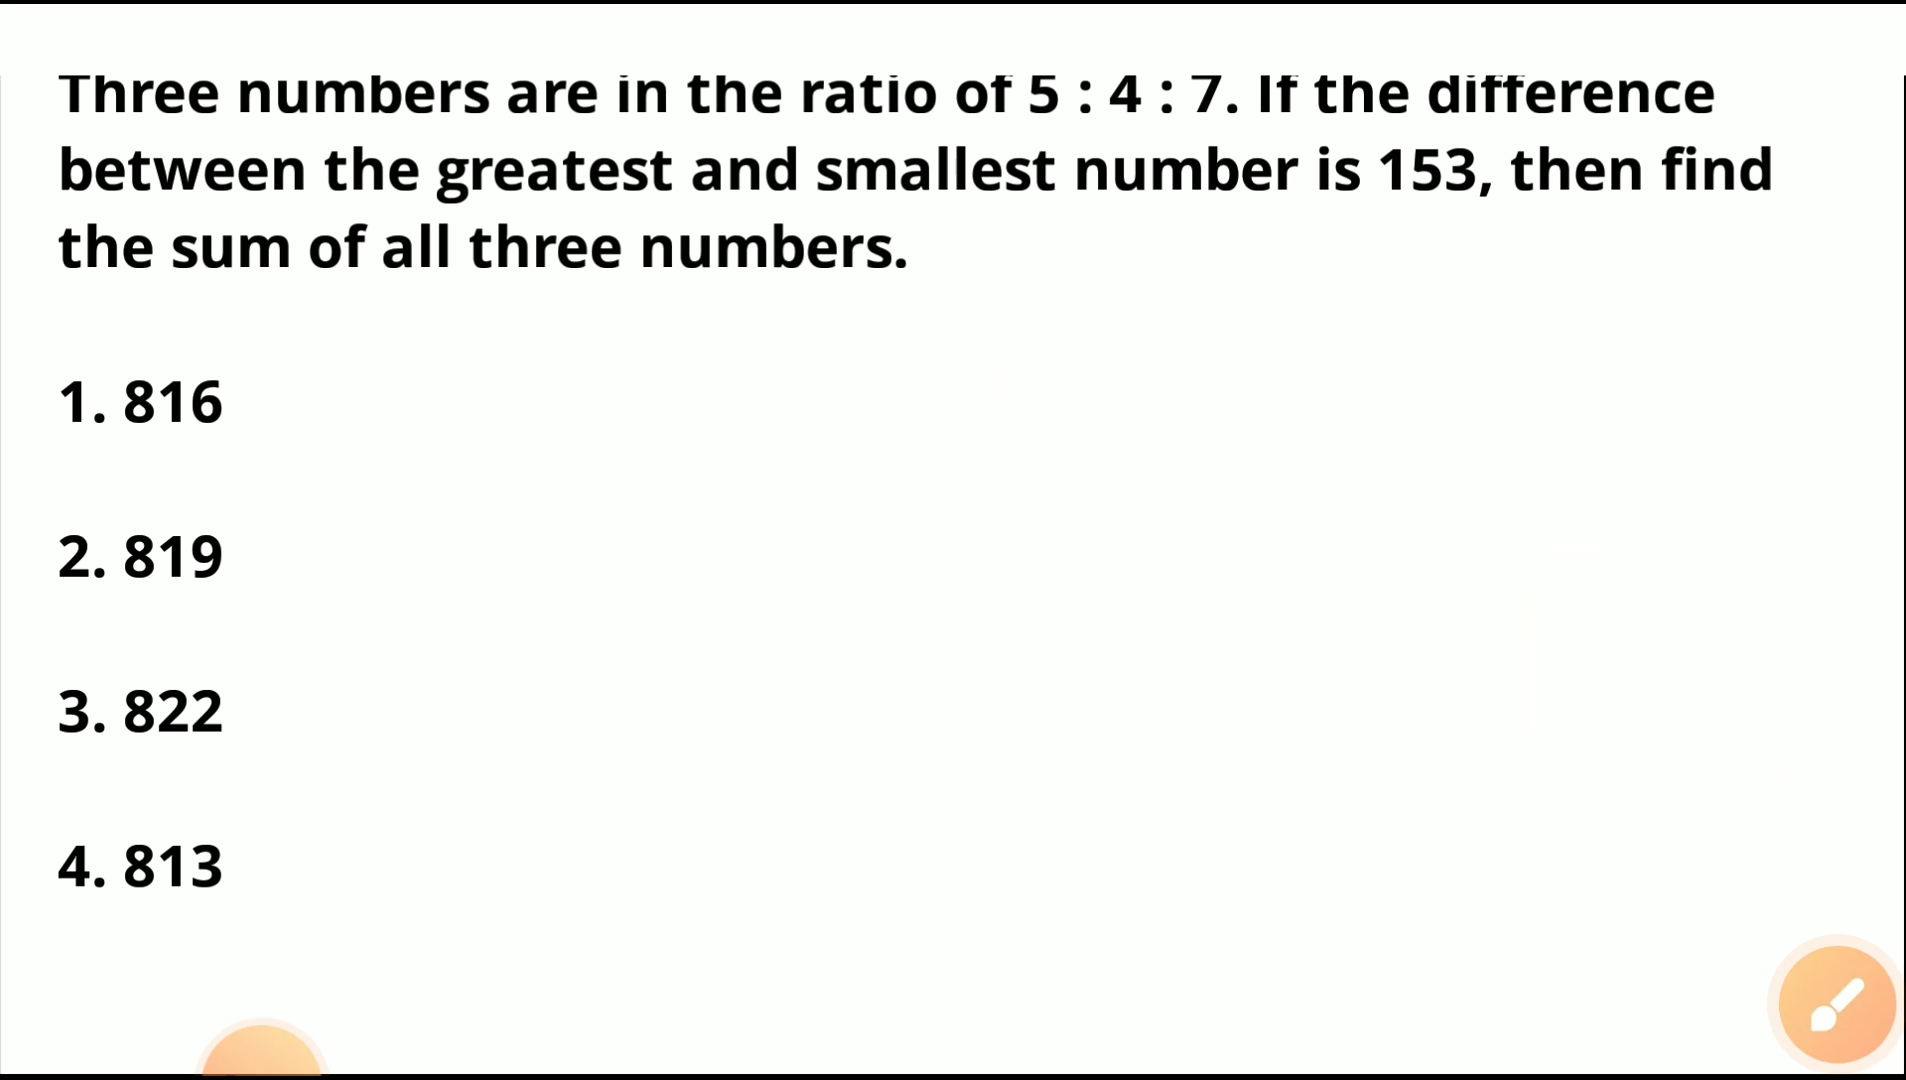 Three numbers are in the ratio of 5 : 4 : 7. If the difference
between the greatest and smallest number is 153, then find
the sum of all three numbers.
1. 816
2. 819
3. 822
4. 813